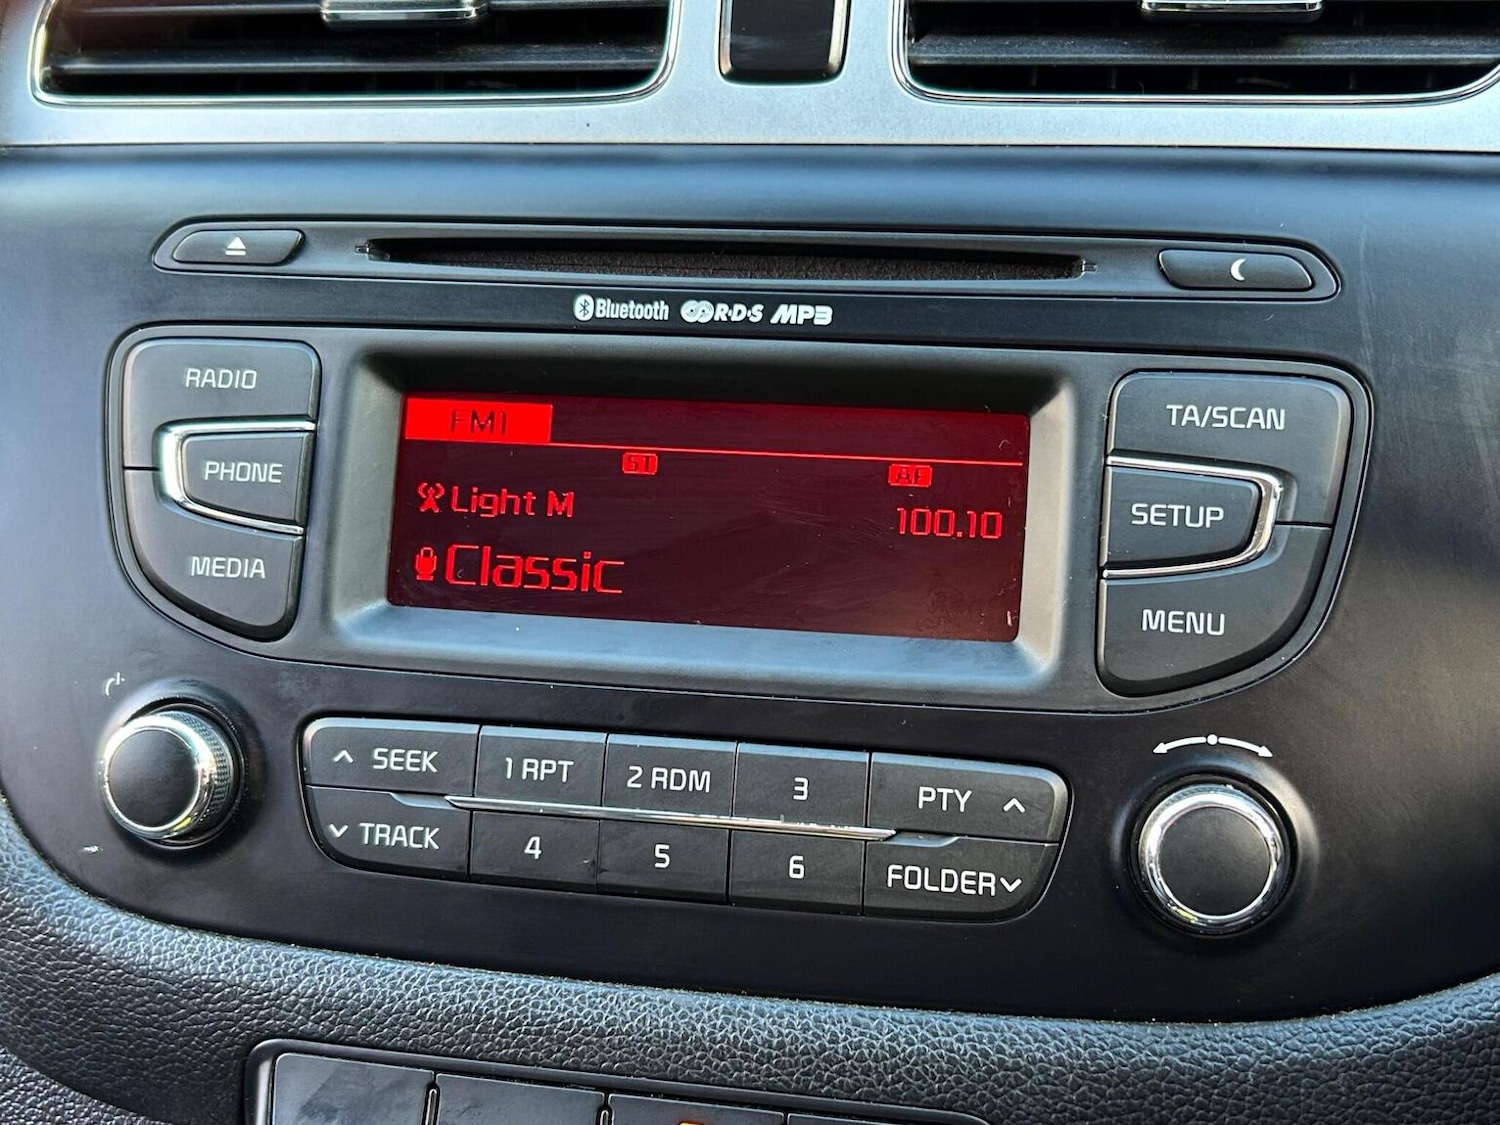 Bluetooth R·D·S MP3
RADIO
PHONE
MEDIA
FM1
ST
AF
Light M
100.10
Classic
TA/SCAN
SETUP
MENU
SEEK
TRACK
1 RPT
2 RDM
3
4
5
6
PTY
FOLDER